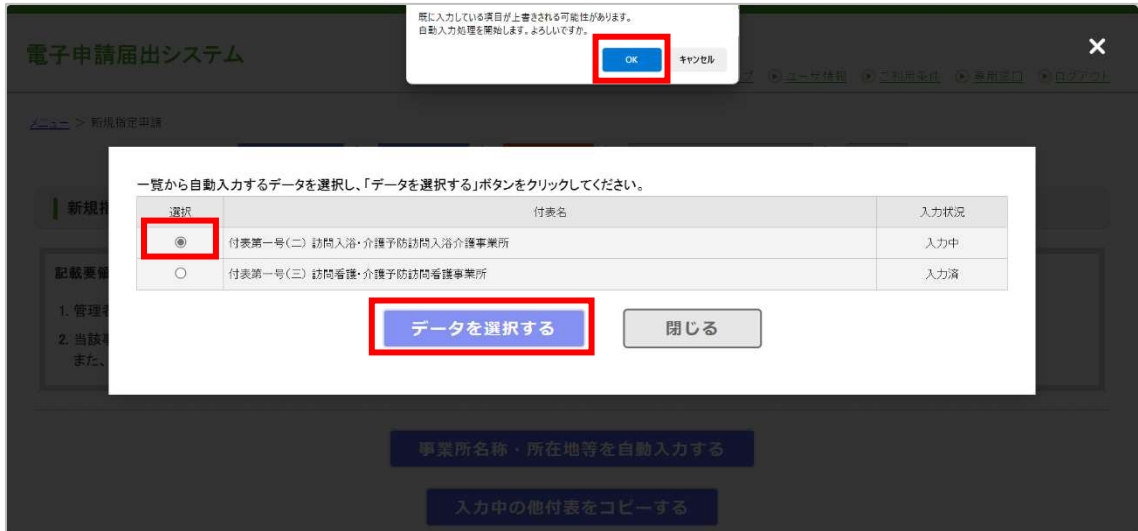 既に入力している項目が上書きされる可能性があります。
自動入力処理を開始します。よろしいですか。
OK キャンセル
電子申請届出システム
ユーザ情報 ご利用条件 専用窓口 ログアウト
メニュー > 新規指定申請
一覧から自動入力するデータを選択し、「データを選択する」ボタンをクリックしてください。
新規指
選択 付表名 入力状況
付表第一号(二) 訪問入浴・介護予防訪問入浴介護事業所 入力中
付表第一号(三) 訪問看護・介護予防訪問看護事業所 入力済
記載要領
1. 管理者
2. 当該事
また、
データを選択する 閉じる
事業所名称・所在地等を自動入力する
入力中の他付表をコピーする